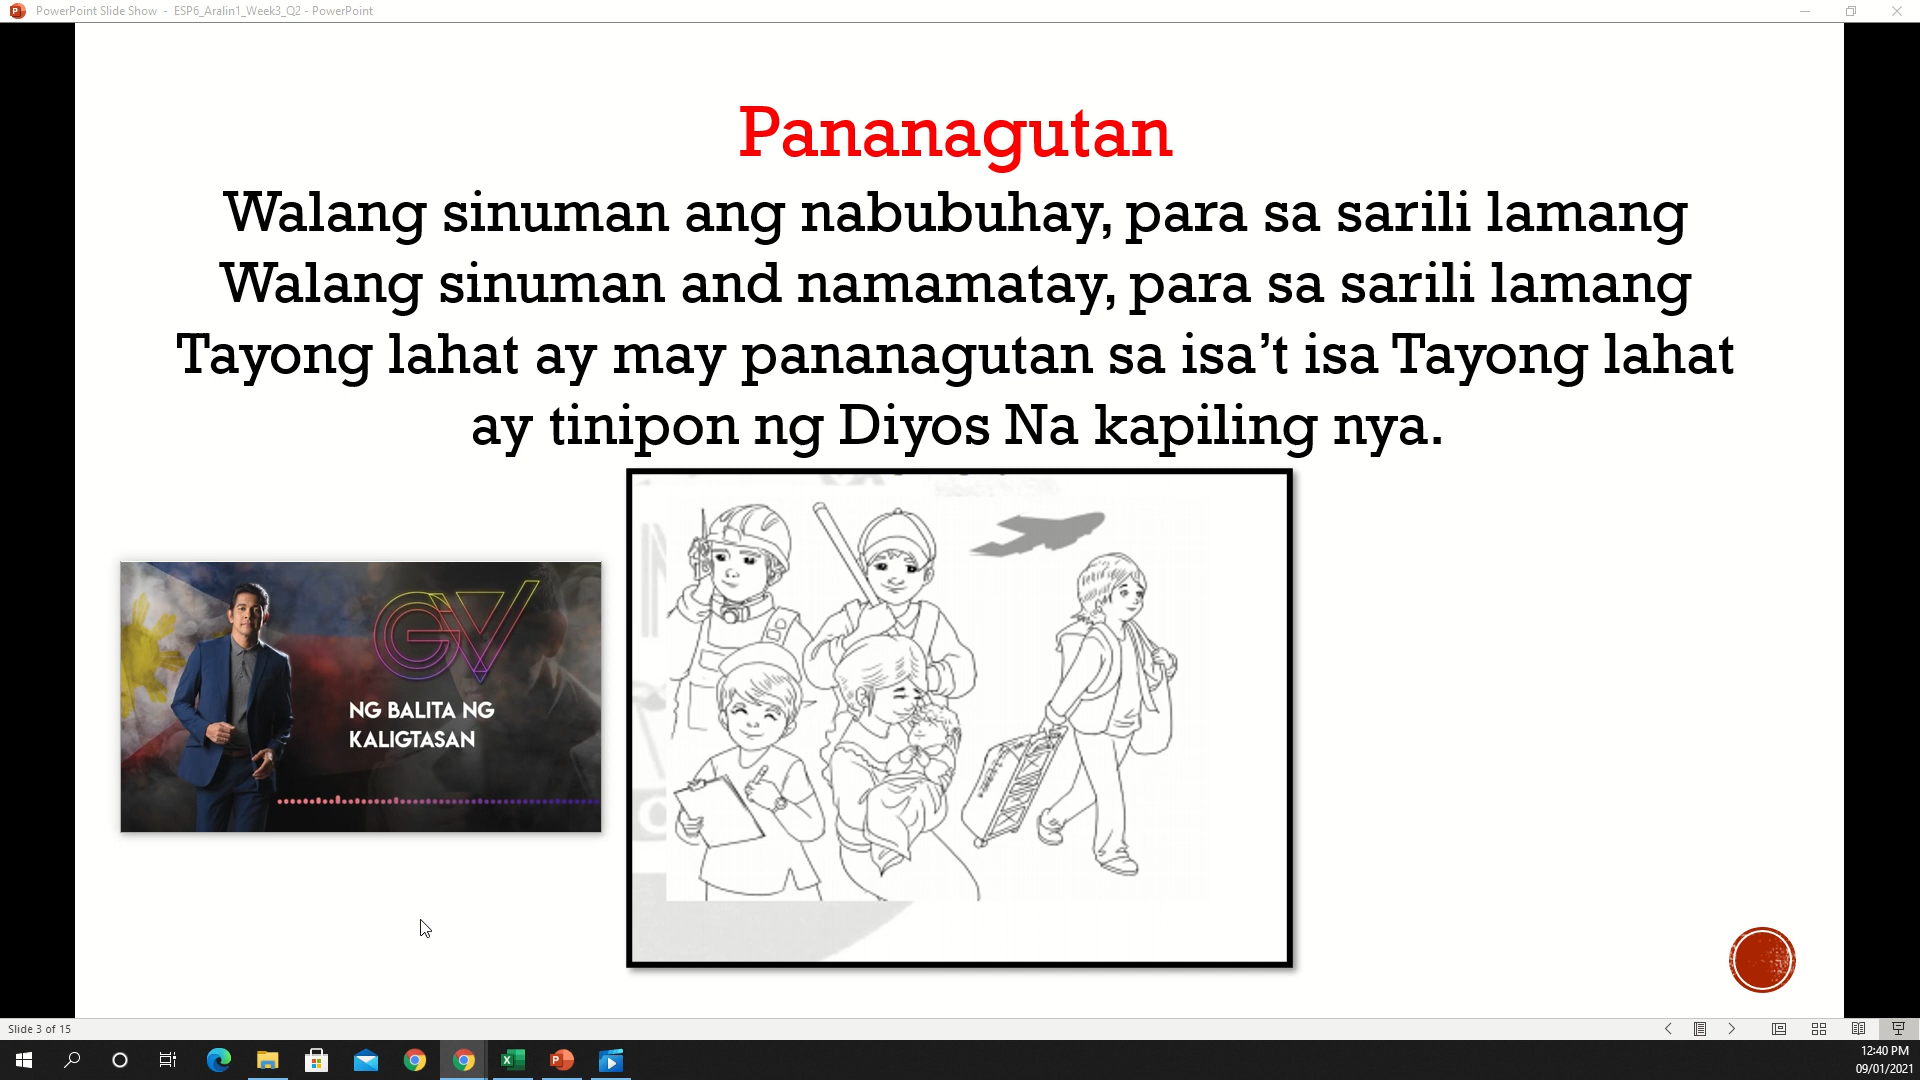 PowerPoint Slide Show - ESP6_Aralin1_Week3_Q2 - PowerPoint
Pananagutan
Walang sinuman ang nabubuhay, para sa sarili lamang
Walang sinuman and namamatay, para sa sarili lamang
Tayong lahat ay may pananagutan sa isa’t isa Tayong lahat
ay tinipon ng Diyos Na kapiling nya.
GV
NG BALITA NG
KALIGTASAN
Slide 3 of 15
12:40 PM
09/01/2021